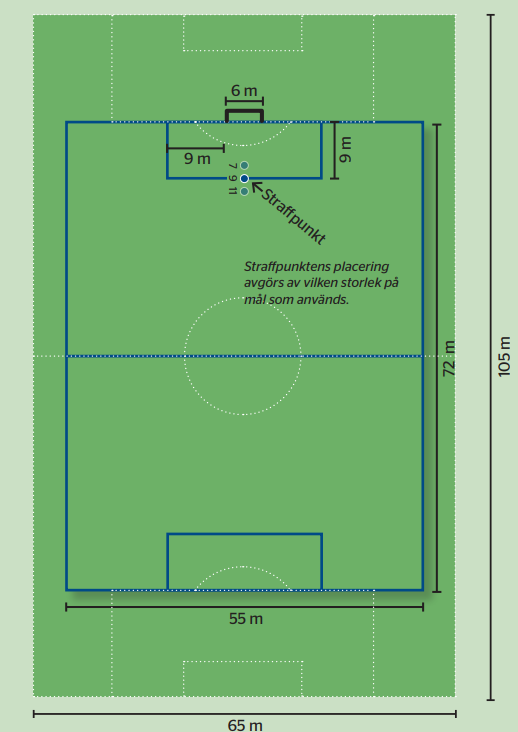 6 m
9 m
9 m
7
9
11
Straffpunkt
Straffpunktens placering
avgörs av vilken storlek på
mål som används.
72 m
105 m
55 m
65 m